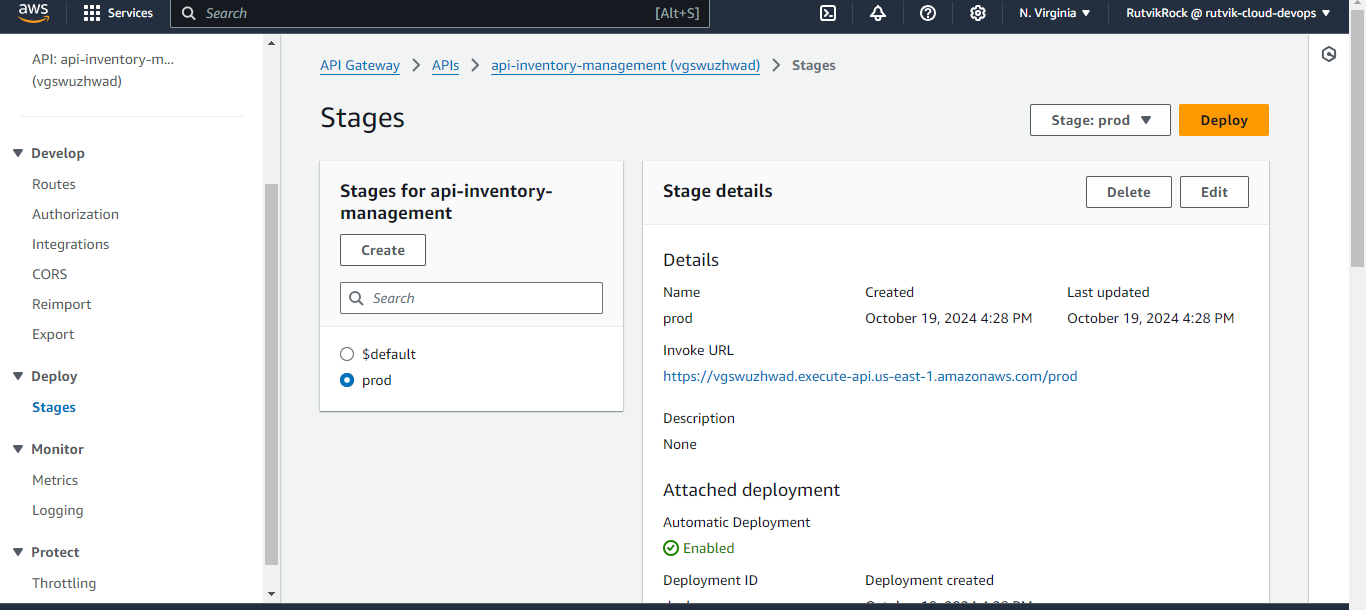 aws
Services
Search
[Alt+S]
N. Virginia
RutvikRock @ rutvik-cloud-devops
API: api-inventory-m...
(vgswuzhwad)
Develop
Routes
Authorization
Integrations
CORS
Reimport
Export
Deploy
Stages
Monitor
Metrics
Logging
Protect
Throttling
API Gateway
APIs
api-inventory-management (vgswuzhwad)
Stages
Stages
Stage: prod
Deploy
Stages for api-inventory-
management
Create
Search
$default
prod
Stage details
Delete
Edit
Details
Name
Created
Last updated
prod
October 19, 2024 4:28 PM
October 19, 2024 4:28 PM
Invoke URL
https://vgswuzhwad.execute-api.us-east-1.amazonaws.com/prod
Description
None
Attached deployment
Automatic Deployment
Enabled
Deployment ID
Deployment created